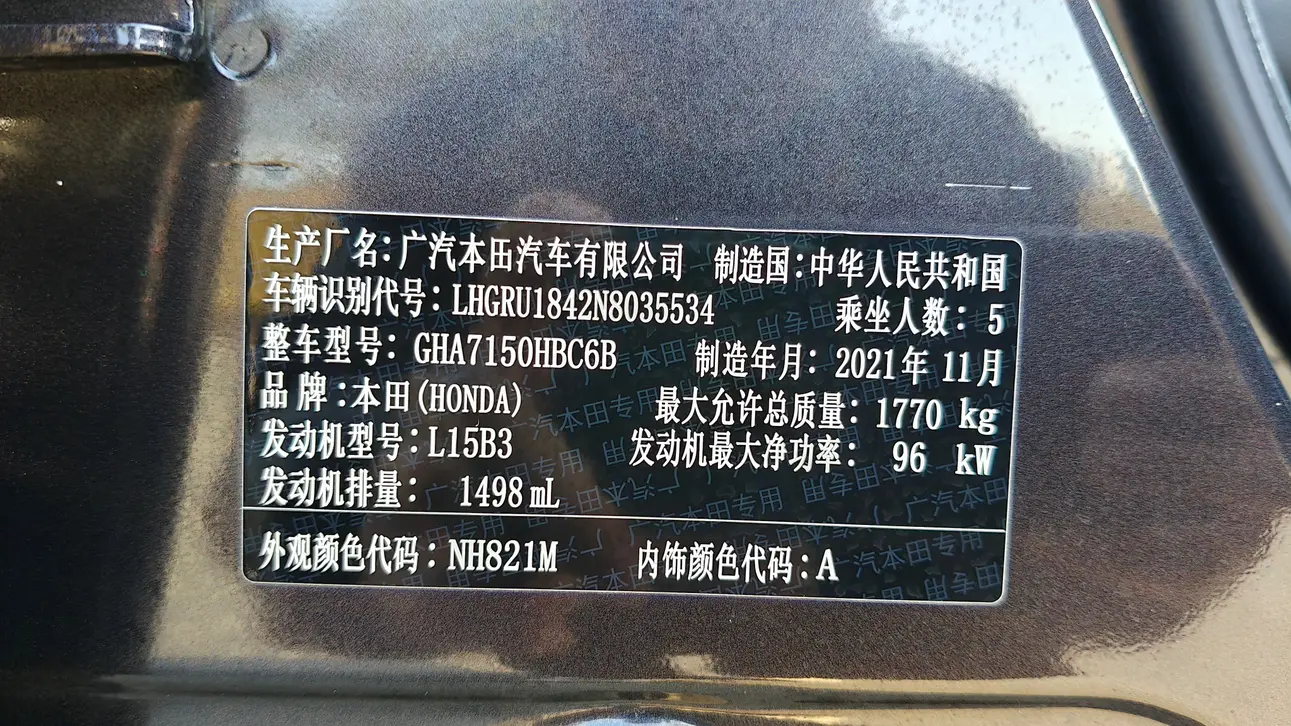 生产厂名：广汽本田汽车有限公司 制造国：中华人民共和国
车辆识别代号：LHGRU1842N8035534 乘坐人数：5
整车型号：GHA7150HBC6B 制造年月：2021年11月
品牌：本田(HONDA) 最大允许总质量：1770 kg
发动机型号：L15B3 发动机最大净功率：96 kW
发动机排量：1498 mL
外观颜色代码：NH821M 内饰颜色代码：A